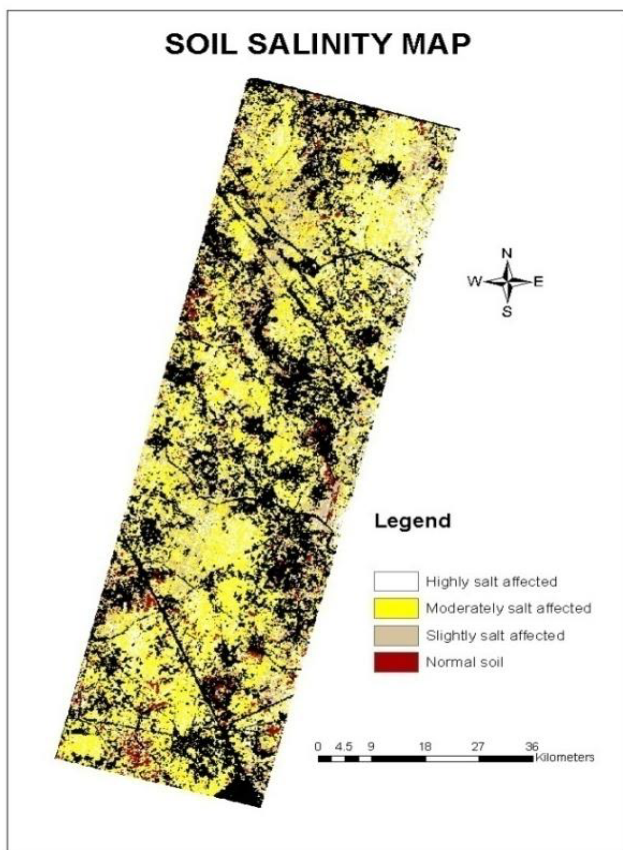 SOIL SALINITY MAP
N
W E
S
Legend
Highly salt affected
Moderately salt affected
Slightly salt affected
Normal soil
0 4.5 9 18 27 36
Kilometers